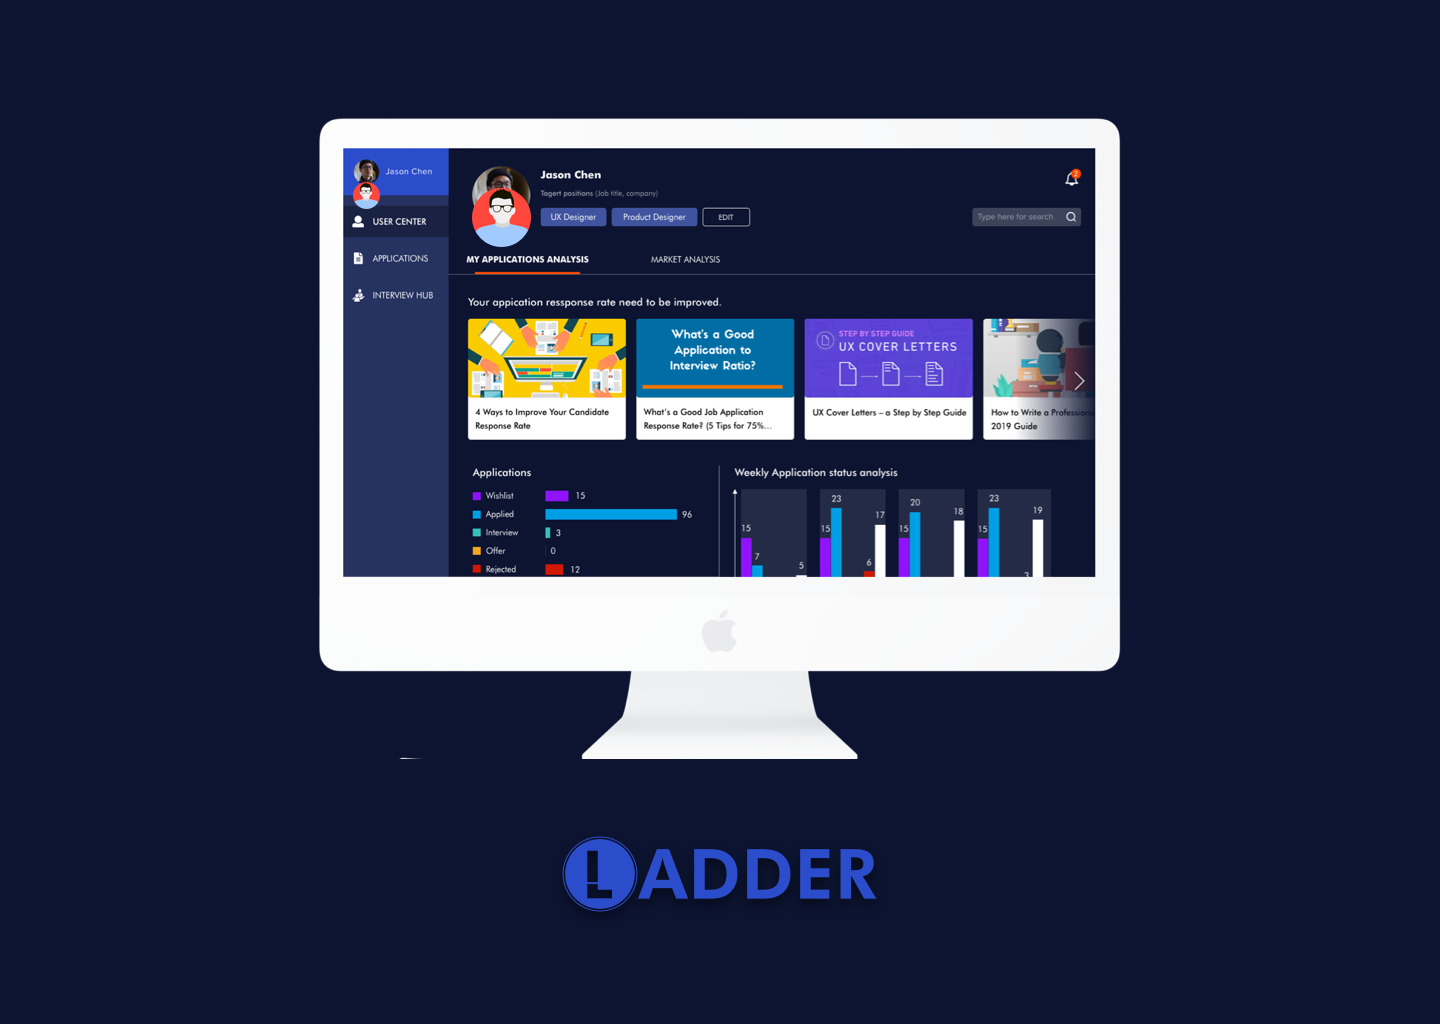 Jason Chen
USER CENTER
APPLICATIONS
INTERVIEW HUB
Jason Chen
Tagert positions (Job title, company)
UX Designer
Product Designer
EDIT
2
Type here for search
MY APPLICATIONS ANALYSIS
MARKET ANALYSIS
Your appication ressponse rate need to be improved.
4 Ways to Improve Your Candidate
Response Rate
What's a Good
Application to
Interview Ratio?
What's a Good Job Application
Response Rate? (5 Tips for 75%...
STEP BY STEP GUIDE
UX COVER LETTERS
UX Cover Letters – a Step by Step Guide
How to Write a Profession
2019 Guide
Applications
Wishlist 15
Applied 96
Interview 3
Offer 0
Rejected 12
Weekly Application status analysis
15 7 5
15 23 6 17
15 20 18
15 23 3 19
LADDER